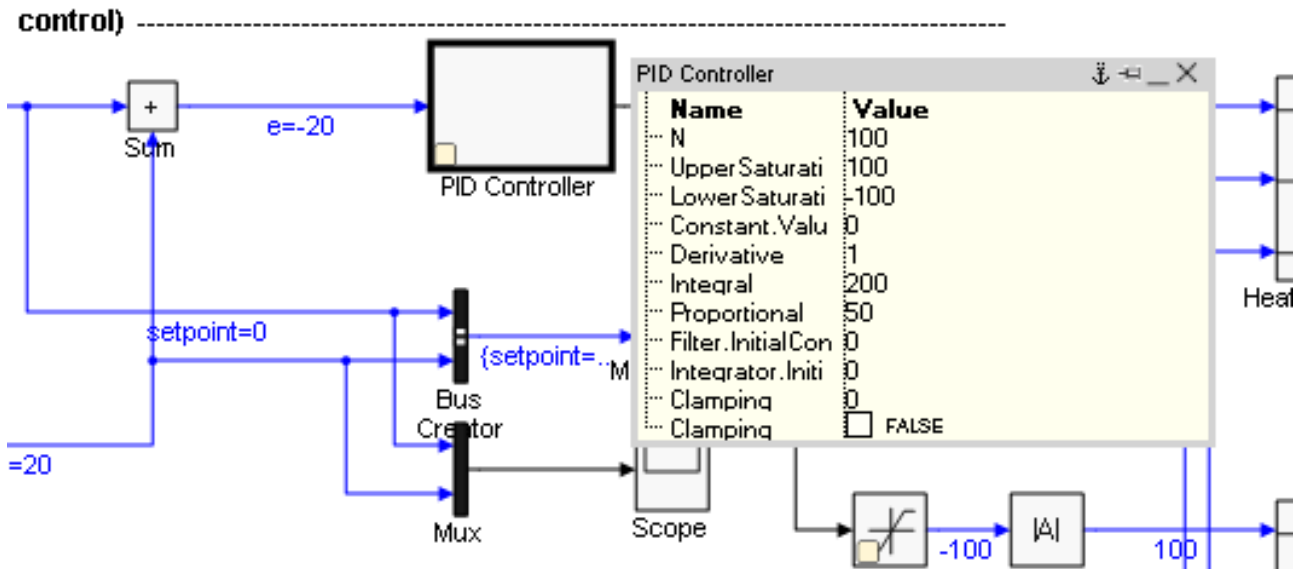 control) ------------------------------------------------------------------------
+
Sum
e=-20
PID Controller
PID Controller
Name Value
N 100
UpperSaturati 100
LowerSaturati -100
Constant.Valu 0
Derivative 1
Integral 200
Proportional 50
Filter.InitialCon 0
Integrator.Initi 0
Clamping 0
Clamping FALSE
Heat
setpoint=0
{setpoint=...
M
Bus
Creator
=20
Mux
Scope
-100
|A|
100